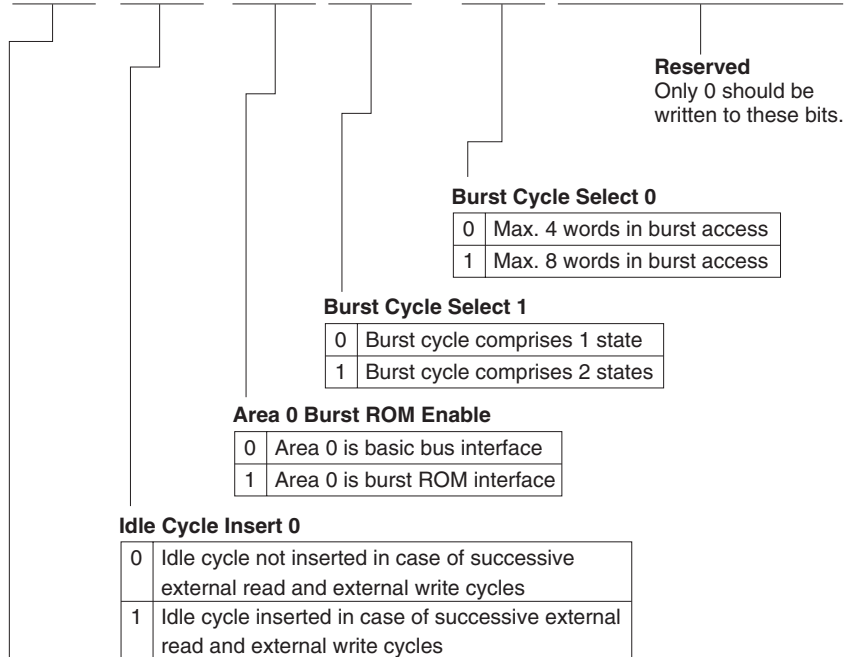 Reserved
Only 0 should be
written to these bits.
Burst Cycle Select 0
0 Max. 4 words in burst access
1 Max. 8 words in burst access
Burst Cycle Select 1
0 Burst cycle comprises 1 state
1 Burst cycle comprises 2 states
Area 0 Burst ROM Enable
0 Area 0 is basic bus interface
1 Area 0 is burst ROM interface
Idle Cycle Insert 0
0 Idle cycle not inserted in case of successive
external read and external write cycles
1 Idle cycle inserted in case of successive external
read and external write cycles